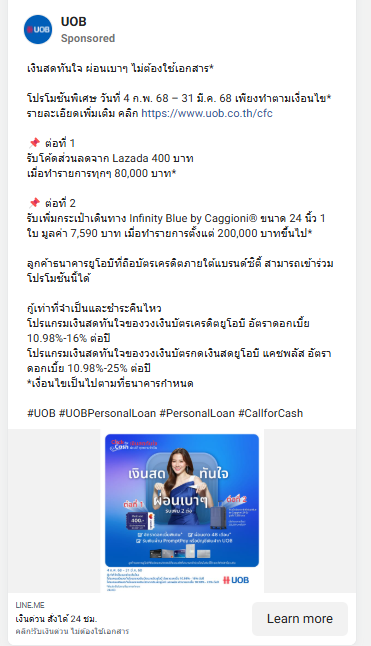 UOB
Sponsored
เงินสดทันใจ ผ่อนเบาๆ ไม่ต้องใช้เอกสาร*
โปรโมชันพิเศษ วันที่ 4 ก.พ. 68 – 31 มี.ค. 68 เพียงทำตามเงื่อนไข*
รายละเอียดเพิ่มเติม คลิก https://www.uob.co.th/cfc
📌 ต่อที่ 1
รับโค้ดส่วนลดจาก Lazada 400 บาท
เมื่อทำรายการทุกๆ 80,000 บาท*
📌 ต่อที่ 2
รับเพิ่มกระเป๋าเดินทาง Infinity Blue by Caggioni® ขนาด 24 นิ้ว 1
ใบ มูลค่า 7,590 บาท เมื่อทำรายการตั้งแต่ 200,000 บาทขึ้นไป*
ลูกค้าธนาคารยูโอบีที่ถือบัตรเครดิตภายใต้แบรนด์ซิตี้ สามารถเข้าร่วม
โปรโมชันนี้ได้
กู้เท่าที่จำเป็นและชำระคืนไหว
โปรแกรมเงินสดทันใจของวงเงินบัตรเครดิตยูโอบี อัตราดอกเบี้ย
10.98%-16% ต่อปี
โปรแกรมเงินสดทันใจของวงเงินบัตรกดเงินสดยูโอบี แคชพลัส อัตรา
ดอกเบี้ย 10.98%-25% ต่อปี
*เงื่อนไขเป็นไปตามที่ธนาคารกำหนด
#UOB #UOBPersonalLoan #PersonalLoan #CallforCash
เงินสด ทันใจ
ผ่อนเบาๆ
รับเพิ่ม 2 ต่อ
ต่อที่ 1
400.-
ต่อที่ 2
UOB
LINE.ME
เงินด่วน สั่งได้ 24 ชม.
คลิก!รับเงินด่วน ไม่ต้องใช้เอกสาร
Learn more